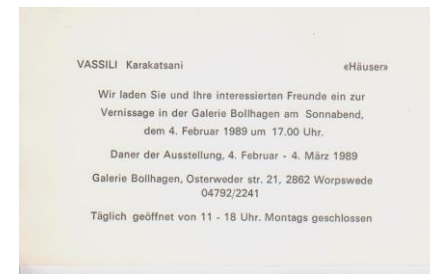 VASSILI Karakatsani «Häuser»
Wir laden Sie und Ihre interessierten Freunde ein zur
Vernissage in der Galerie Bollhagen am Sonnabend,
dem 4. Februar 1989 um 17.00 Uhr.
Daner der Ausstellung, 4. Februar - 4. März 1989
Galerie Bollhagen, Osterweder str. 21, 2862 Worpswede
04792/2241
Täglich geöffnet von 11 - 18 Uhr. Montags geschlossen